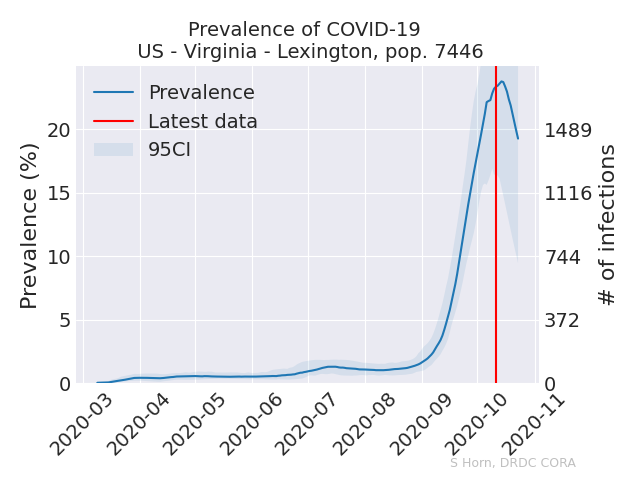 Prevalence of COVID-19
US - Virginia - Lexington, pop. 7446
Prevalence
Latest data
95CI
Prevalence (%)
20
15
10
5
0
1489
1116
744
372
0
# of infections
2020-03
2020-04
2020-05
2020-06
2020-07
2020-08
2020-09
2020-10
2020-11
S Horn, DRDC CORA